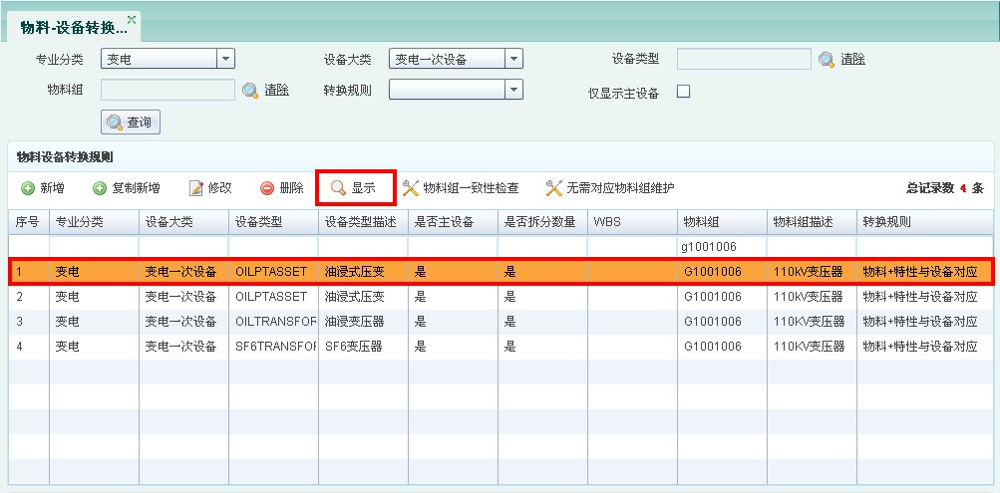 物料-设备转换...
专业分类 变电 设备大类 变电一次设备 设备类型 清除
物料组 清除 转换规则 仅显示主设备
查询
物料设备转换规则
新增 复制新增 修改 删除 显示 物料组一致性检查 无需对应物料组维护 总记录数 4 条
序号 专业分类 设备大类 设备类型 设备类型描述 是否主设备 是否拆分数量 WBS 物料组 物料组描述 转换规则
g1001006
1 变电 变电一次设备 OILPTASSET 油浸式压变 是 是 G1001006 110kV变压器 物料+特性与设备对应
2 变电 变电一次设备 OILPTASSET 油浸式压变 是 是 G1001006 110kV变压器 物料+特性与设备对应
3 变电 变电一次设备 OILTRANSFOR 油浸变压器 是 是 G1001006 110kV变压器 物料+特性与设备对应
4 变电 变电一次设备 SF6TRANSFOR SF6变压器 是 是 G1001006 110kV变压器 物料+特性与设备对应